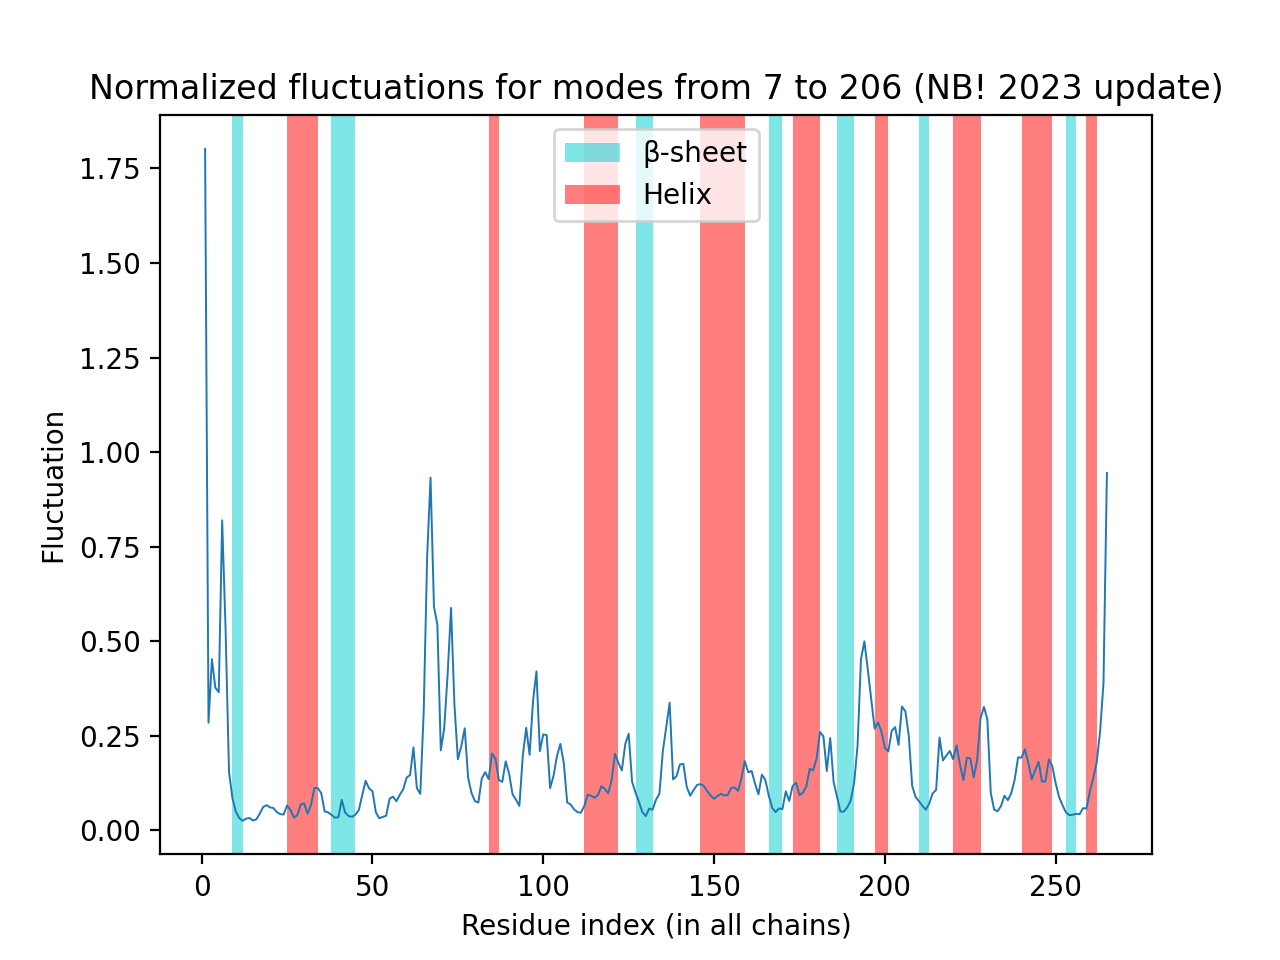 Normalized fluctuations for modes from 7 to 206 (NB! 2023 update)
β-sheet
Helix
Fluctuation
1.75
1.50
1.25
1.00
0.75
0.50
0.25
0.00
0 50 100 150 200 250
Residue index (in all chains)